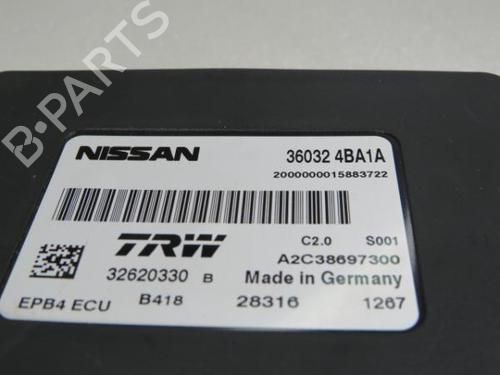 B-PARTS
NISSAN 36032 4BA1A
2000000015883722
TRW C2.0 S001
32620330 B A2C38697300
Made in Germany
EPB4 ECU B418 28316 1267